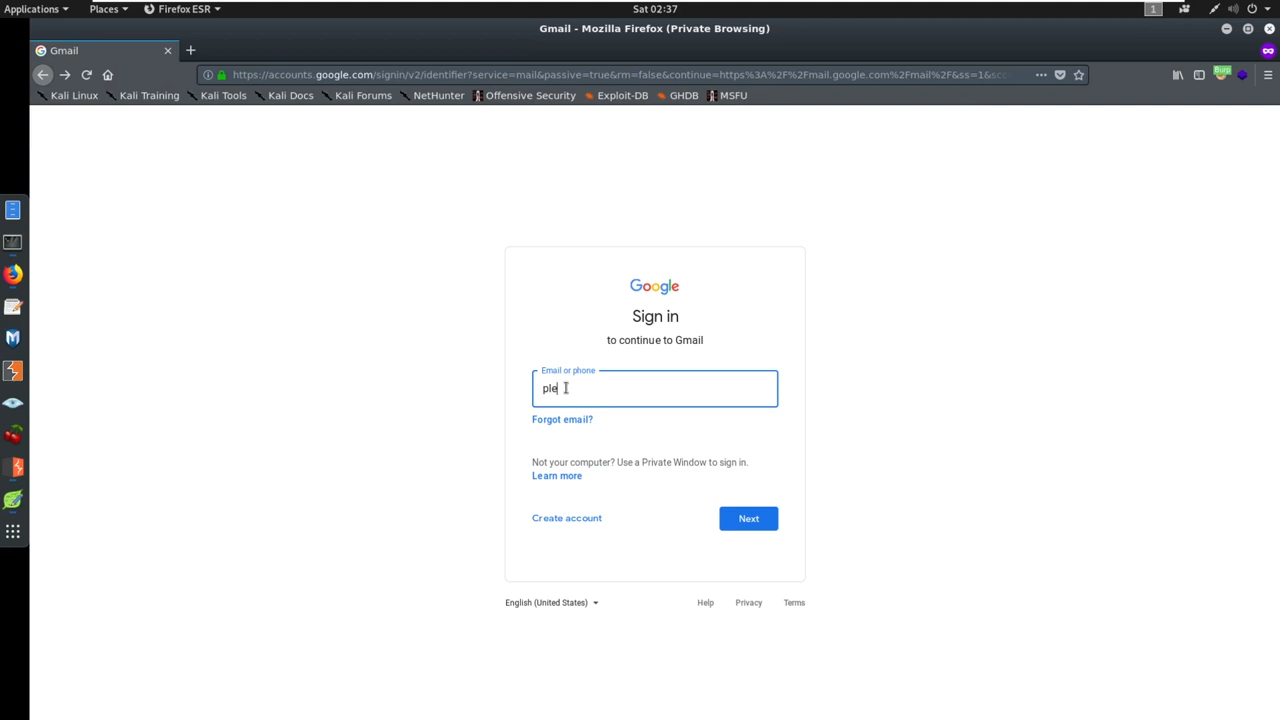 Applications Places Firefox ESR Sat 02:37 1
Gmail - Mozilla Firefox (Private Browsing)
Gmail
https://accounts.google.com/signin/v2/identifier?service=mail&passive=true&rm=false&continue=https%3A%2F%2Fmail.google.com%2Fmail%2F&ss=1&scc Burp
Kali Linux Kali Training Kali Tools Kali Docs Kali Forums NetHunter Offensive Security Exploit-DB GHDB MSFU
Google
Sign in
to continue to Gmail
Email or phone
ple
Forgot email?
Not your computer? Use a Private Window to sign in.
Learn more
Create account Next
English (United States) Help Privacy Terms